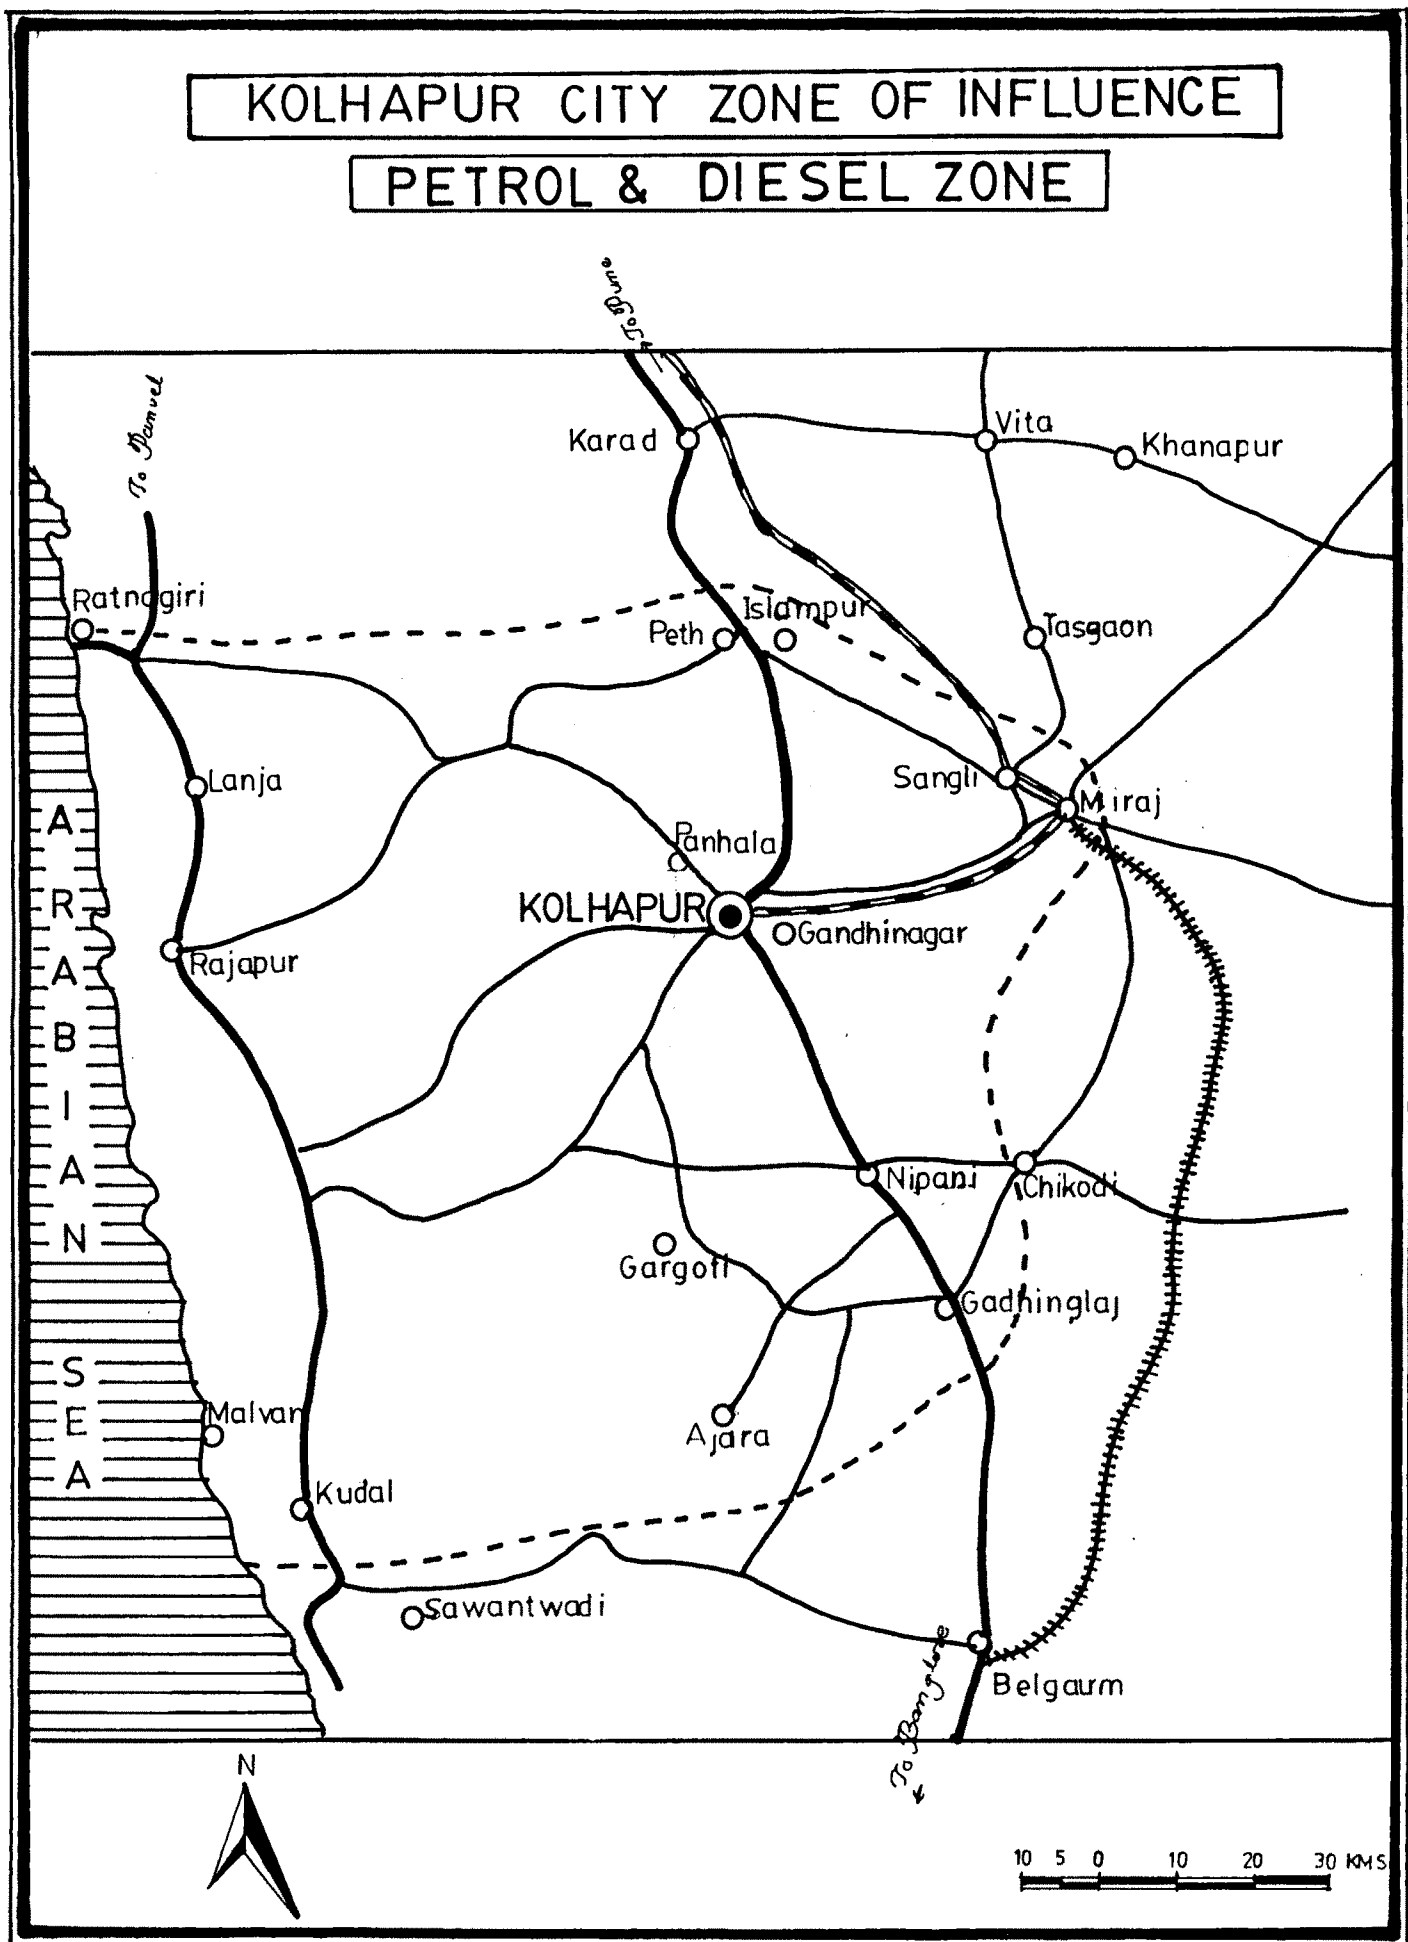 KOLHAPUR CITY ZONE OF INFLUENCE
PETROL & DIESEL ZONE
To Pune
To Panvel
Karad
Vita
Khanapur
Ratnagiri
Islampur
Peth
Tasgaon
Lanja
Sangli
Miraj
Panhala
KOLHAPUR
Gandhinagar
Rajapur
ARABIAN SEA
Nipani
Chikodi
Gargoti
Gadhinglaj
Malvan
Ajara
Kudal
Sawantwadi
Belgaum
To Banglore
N
10 5 0 10 20 30 KMS